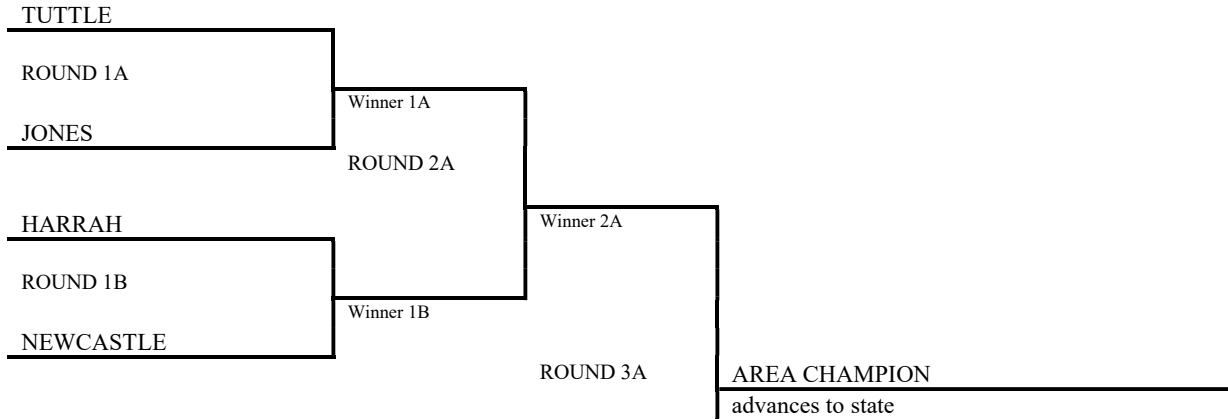 TUTTLE
ROUND 1A
Winner 1A
JONES
ROUND 2A
HARRAH
Winner 2A
ROUND 1B
Winner 1B
NEWCASTLE
ROUND 3A
AREA CHAMPION
advances to state